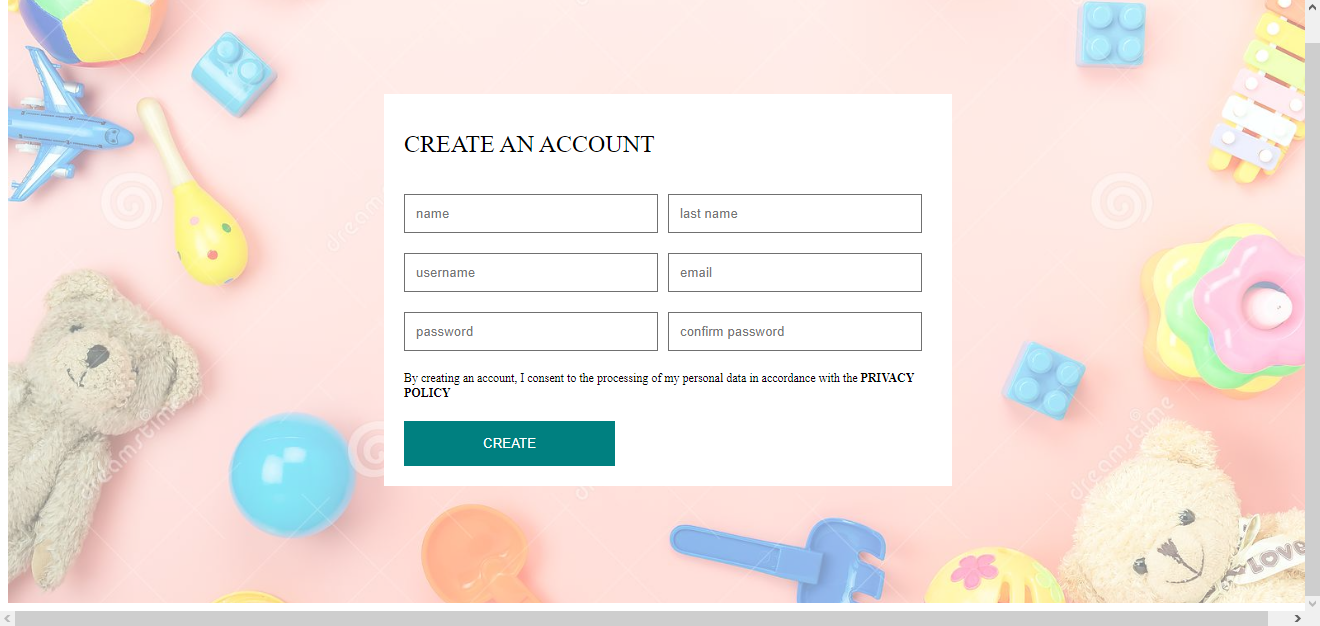 CREATE AN ACCOUNT
name
last name
username
email
password
confirm password
By creating an account, I consent to the processing of my personal data in accordance with the PRIVACY
POLICY
CREATE
dreamstime
dreamstime
LOVE